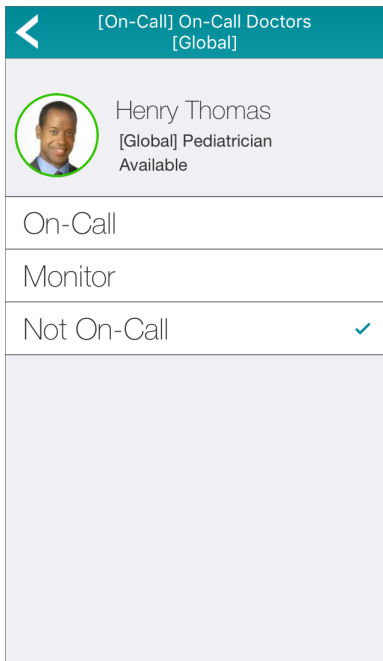 [On-Call] On-Call Doctors
[Global]
Henry Thomas
[Global] Pediatrician
Available
On-Call
Monitor
Not On-Call